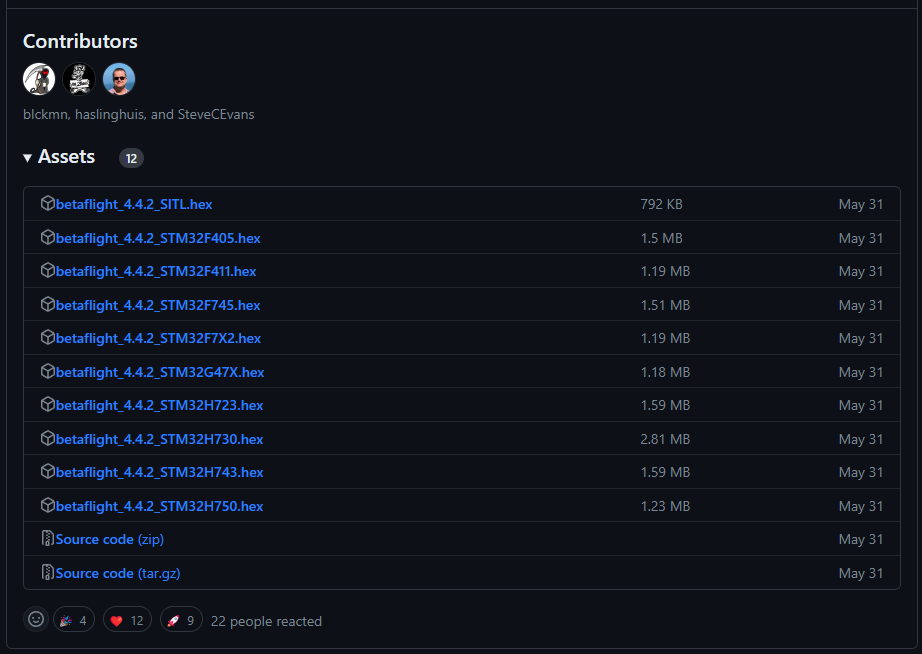 Contributors
blckmn, haslinghuis, and SteveCEvans
Assets 12
betaflight_4.4.2_SITL.hex 792 KB May 31
betaflight_4.4.2_STM32F405.hex 1.5 MB May 31
betaflight_4.4.2_STM32F411.hex 1.19 MB May 31
betaflight_4.4.2_STM32F745.hex 1.51 MB May 31
betaflight_4.4.2_STM32F7X2.hex 1.19 MB May 31
betaflight_4.4.2_STM32G47X.hex 1.18 MB May 31
betaflight_4.4.2_STM32H723.hex 1.59 MB May 31
betaflight_4.4.2_STM32H730.hex 2.81 MB May 31
betaflight_4.4.2_STM32H743.hex 1.59 MB May 31
betaflight_4.4.2_STM32H750.hex 1.23 MB May 31
Source code (zip) May 31
Source code (tar.gz) May 31
4 12 9 22 people reacted